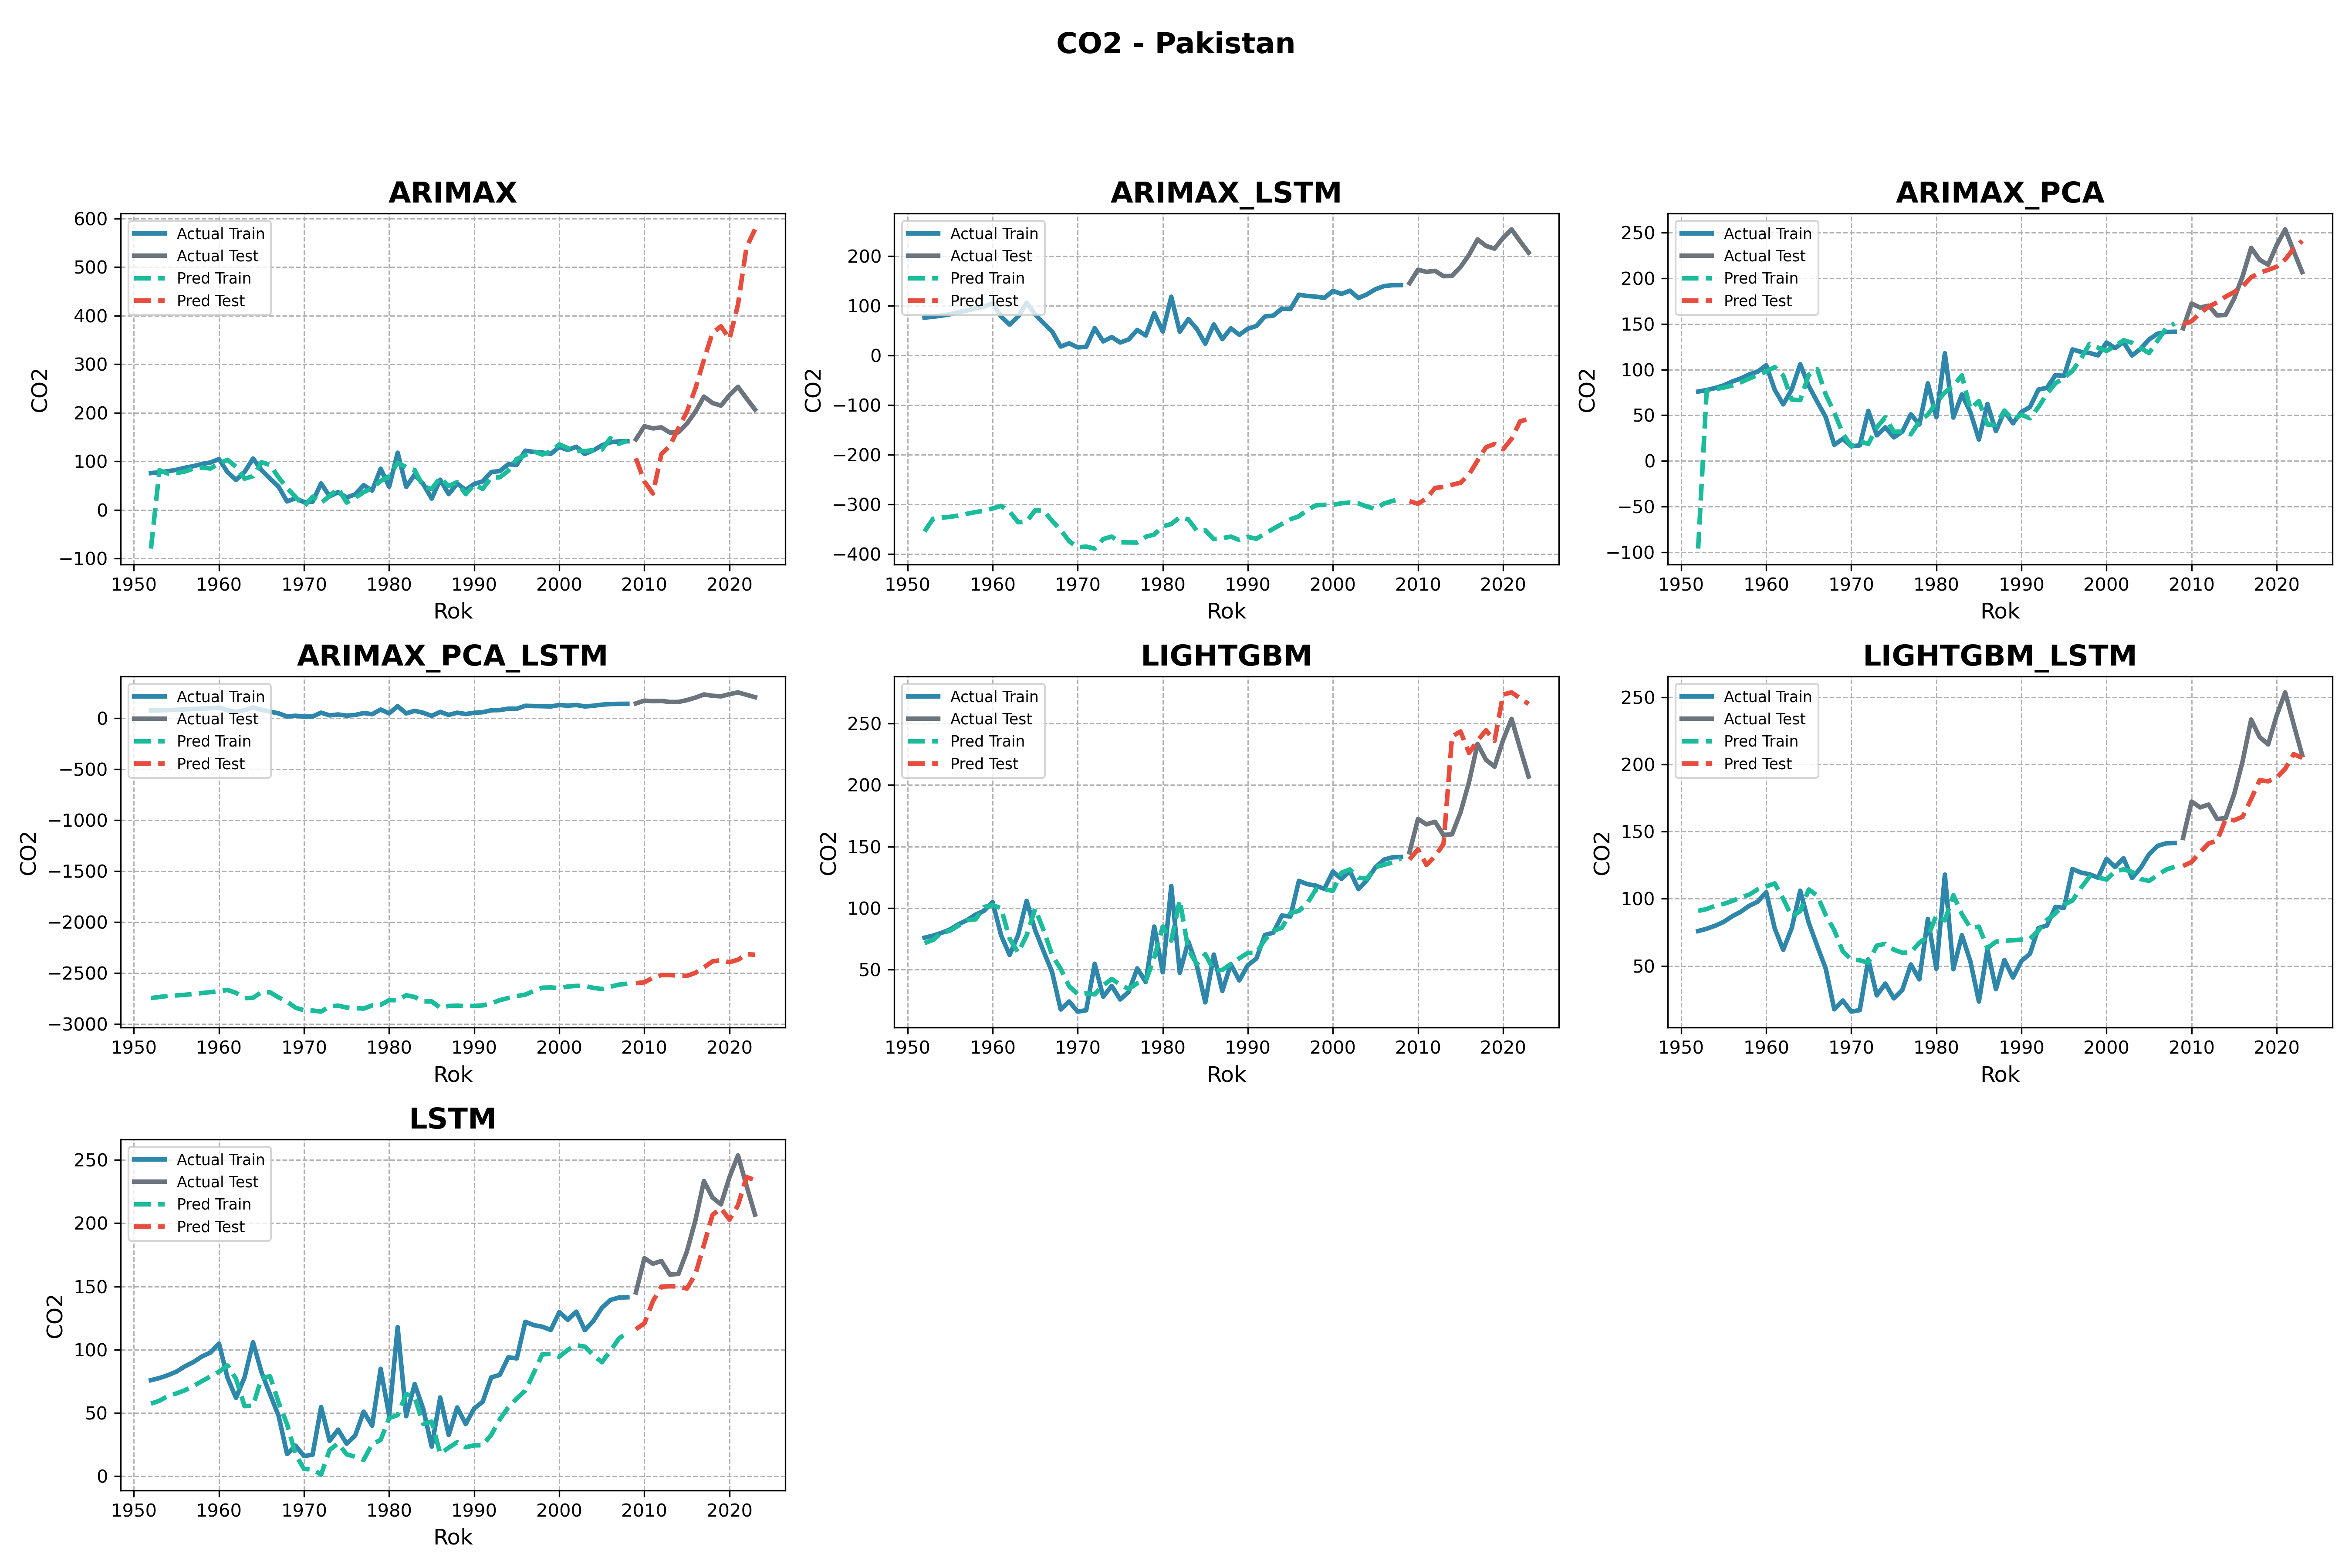 CO2 - Pakistan
ARIMAX
600
500
400
300
200
100
0
−100
CO2
Actual Train
Actual Test
Pred Train
Pred Test
1950 1960 1970 1980 1990 2000 2010 2020
Rok
ARIMAX_LSTM
200
100
0
−100
−200
−300
−400
CO2
Actual Train
Actual Test
Pred Train
Pred Test
1950 1960 1970 1980 1990 2000 2010 2020
Rok
ARIMAX_PCA
250
200
150
100
50
0
−50
−100
CO2
Actual Train
Actual Test
Pred Train
Pred Test
1950 1960 1970 1980 1990 2000 2010 2020
Rok
ARIMAX_PCA_LSTM
0
−500
−1000
−1500
−2000
−2500
−3000
CO2
Actual Train
Actual Test
Pred Train
Pred Test
1950 1960 1970 1980 1990 2000 2010 2020
Rok
LIGHTGBM
250
200
150
100
50
CO2
Actual Train
Actual Test
Pred Train
Pred Test
1950 1960 1970 1980 1990 2000 2010 2020
Rok
LIGHTGBM_LSTM
250
200
150
100
50
CO2
Actual Train
Actual Test
Pred Train
Pred Test
1950 1960 1970 1980 1990 2000 2010 2020
Rok
LSTM
250
200
150
100
50
0
CO2
Actual Train
Actual Test
Pred Train
Pred Test
1950 1960 1970 1980 1990 2000 2010 2020
Rok